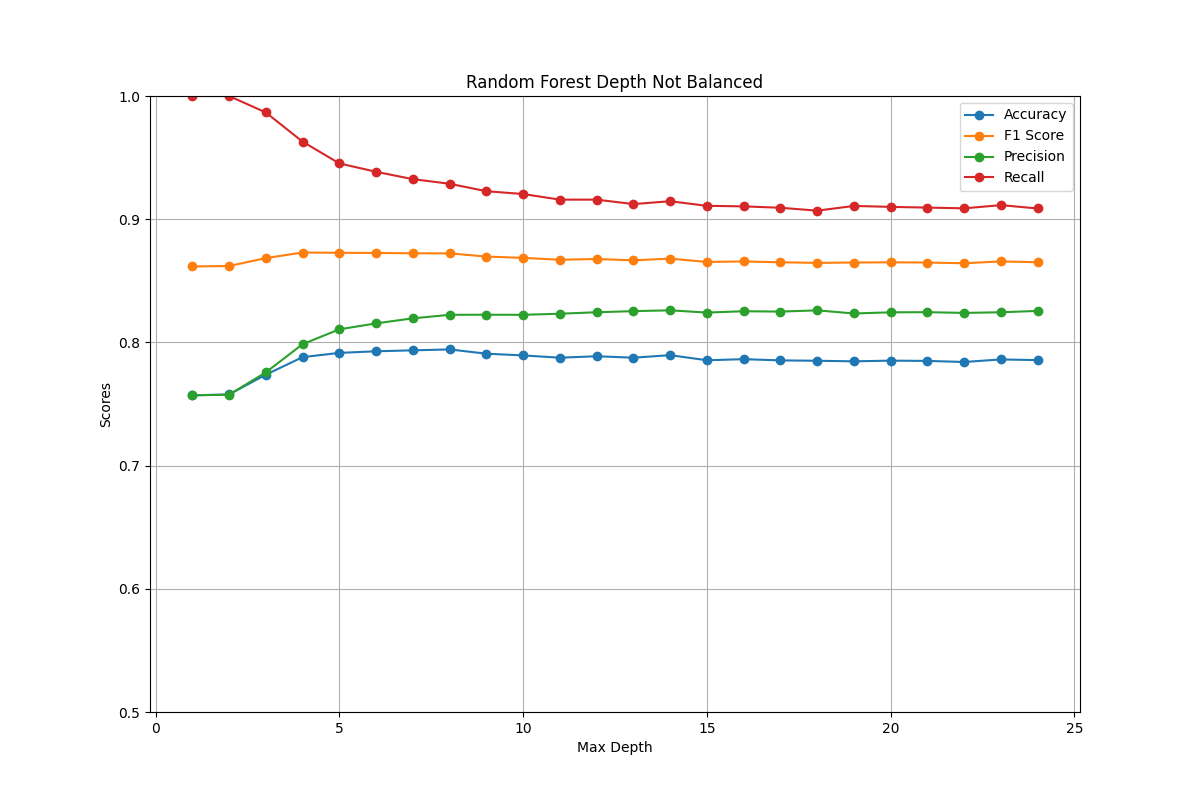 Random Forest Depth Not Balanced
Accuracy
F1 Score
Precision
Recall
1.0
0.9
0.8
0.7
0.6
0.5
Scores
0 5 10 15 20 25
Max Depth